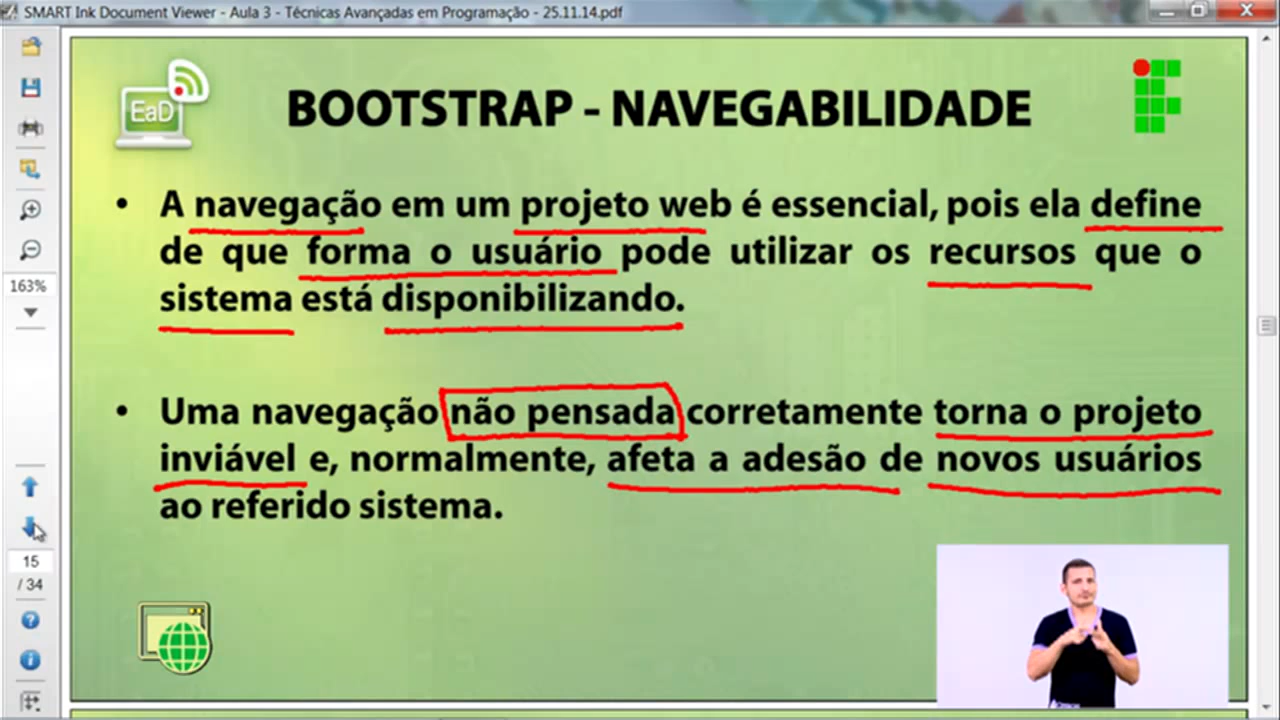 SMART Ink Document Viewer - Aula 3 - Técnicas Avançadas em Programação - 25.11.14.pdf
EaD
BOOTSTRAP - NAVEGABILIDADE
• A navegação em um projeto web é essencial, pois ela define
de que forma o usuário pode utilizar os recursos que o
sistema está disponibilizando.
• Uma navegação não pensada corretamente torna o projeto
inviável e, normalmente, afeta a adesão de novos usuários
ao referido sistema.
163%
15
/ 34